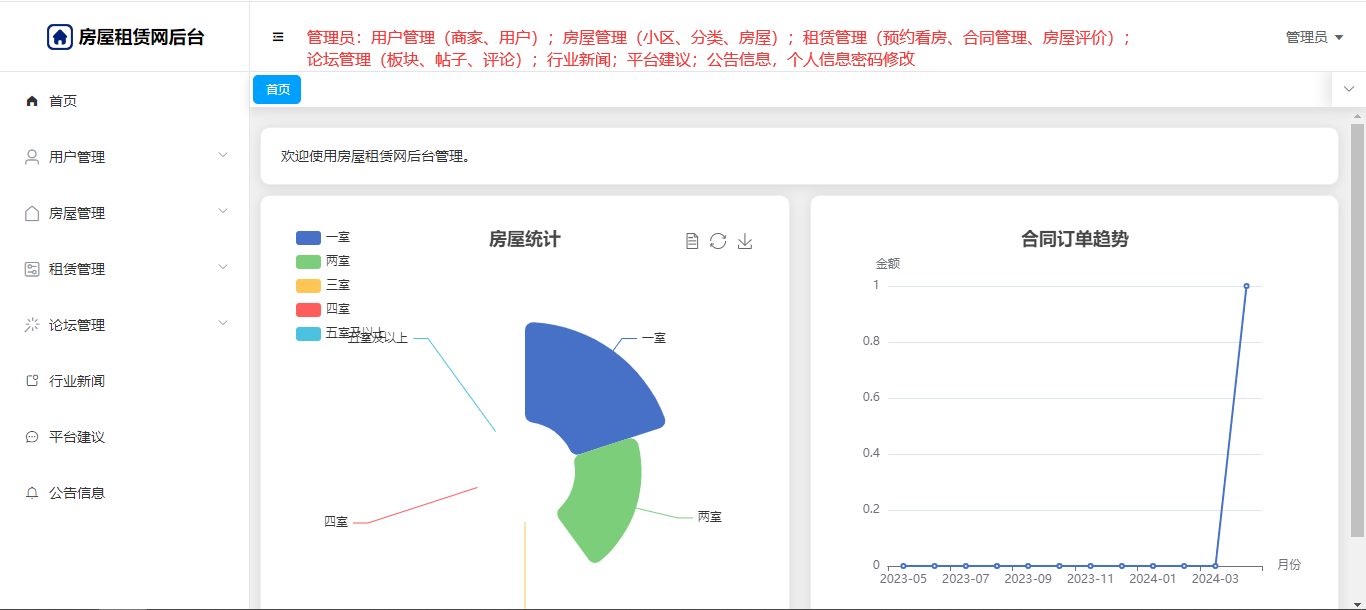 房屋租赁网后台
管理员：用户管理（商家、用户）；房屋管理（小区、分类、房屋）；租赁管理（预约看房、合同管理、房屋评价）；
论坛管理（板块、帖子、评论）；行业新闻；平台建议；公告信息，个人信息密码修改
管理员
首页
用户管理
房屋管理
租赁管理
论坛管理
行业新闻
平台建议
公告信息
首页
欢迎使用房屋租赁网后台管理。
房屋统计
一室
两室
三室
四室
五室及以上
五室及以上
一室
四室
两室
合同订单趋势
金额
1
0.8
0.6
0.4
0.2
0
月份
2023-05 2023-07 2023-09 2023-11 2024-01 2024-03